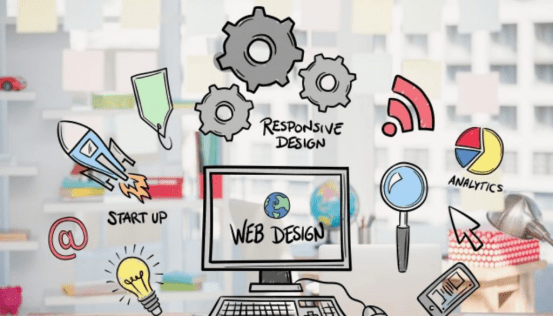 RESPONSIVE
DESIGN
ANALYTICS
START UP
@
WEB DESIGN